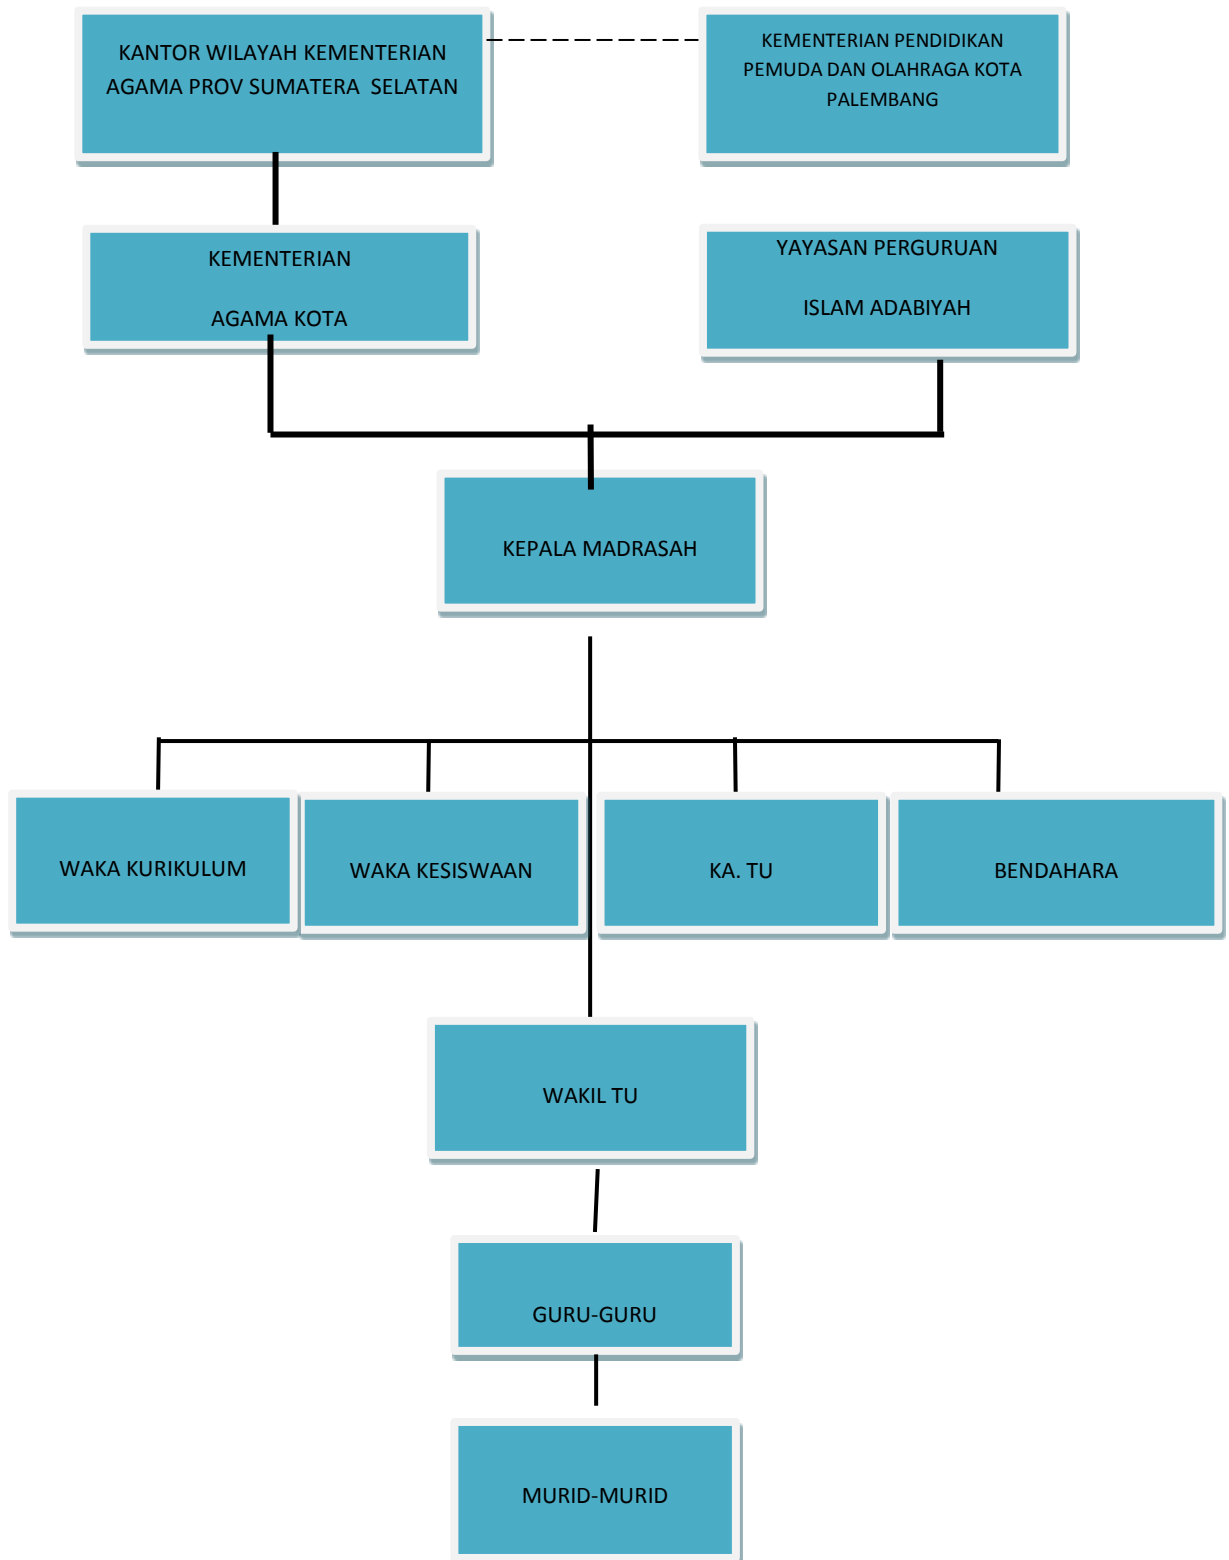 KANTOR WILAYAH KEMENTERIAN
AGAMA PROV SUMATERA  SELATAN
KEMENTERIAN PENDIDIKAN
PEMUDA DAN OLAHRAGA KOTA
PALEMBANG
KEMENTERIAN
AGAMA KOTA
YAYASAN PERGURUAN
ISLAM ADABIYAH
KEPALA MADRASAH
WAKA KURIKULUM
WAKA KESISWAAN
KA. TU
BENDAHARA
WAKIL TU
GURU-GURU
MURID-MURID